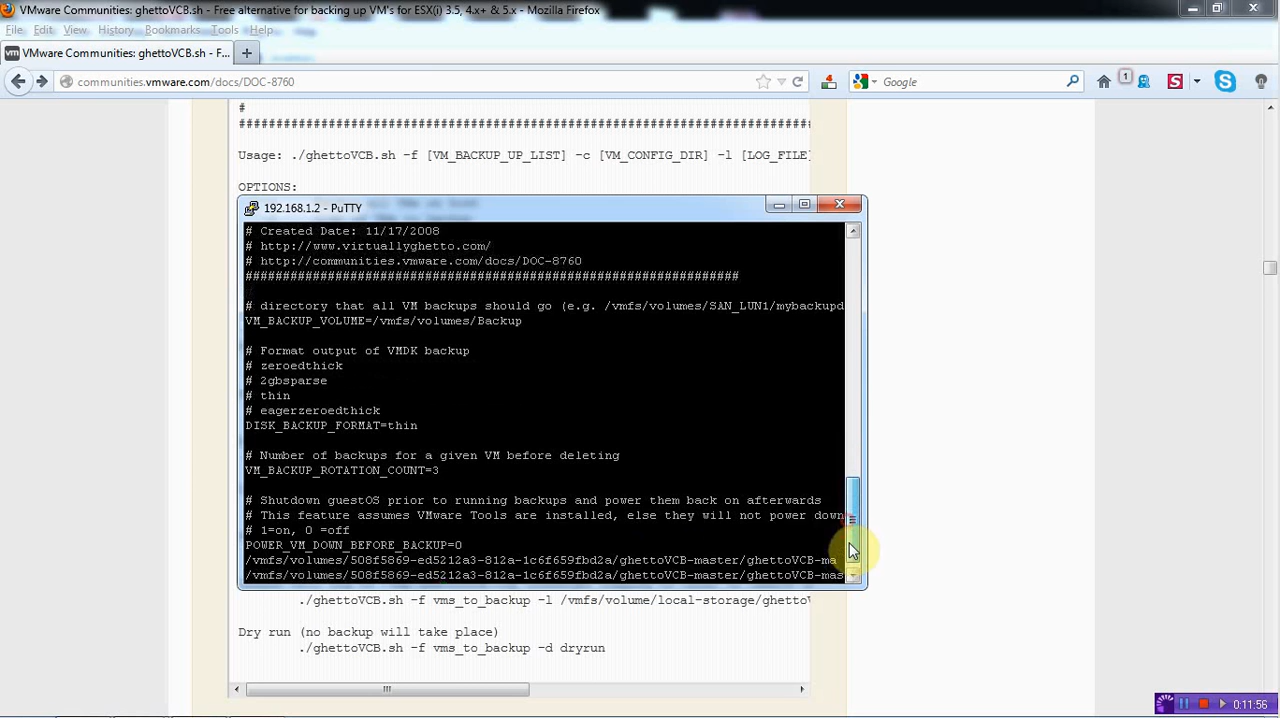 VMware Communities: ghettoVCB.sh - Free alternative for backing up VM's for ESX(i) 3.5, 4.x+ & 5.x - Mozilla Firefox
File Edit View History Bookmarks Tools Help
vm VMware Communities: ghettoVCB.sh - F...
communities.vmware.com/docs/DOC-8760
Google
1
#
################################################################################
Usage: ./ghettoVCB.sh -f [VM_BACKUP_UP_LIST] -c [VM_CONFIG_DIR] -l [LOG_FILE]
OPTIONS:
192.168.1.2 - PuTTY
# Created Date: 11/17/2008
# http://www.virtuallyghetto.com/
# http://communities.vmware.com/docs/DOC-8760
##################################################################
# directory that all VM backups should go (e.g. /vmfs/volumes/SAN_LUN1/mybackupd
VM_BACKUP_VOLUME=/vmfs/volumes/Backup
# Format output of VMDK backup
# zeroedthick
# 2gbsparse
# thin
# eagerzeroedthick
DISK_BACKUP_FORMAT=thin
# Number of backups for a given VM before deleting
VM_BACKUP_ROTATION_COUNT=3
# Shutdown guestOS prior to running backups and power them back on afterwards
# This feature assumes VMware Tools are installed, else they will not power down
# 1=on, 0 =off
POWER_VM_DOWN_BEFORE_BACKUP=0
/vmfs/volumes/508f5869-ed5212a3-812a-1c6f659fbd2a/ghettoVCB-master/ghettoVCB-ma
/vmfs/volumes/508f5869-ed5212a3-812a-1c6f659fbd2a/ghettoVCB-master/ghettoVCB-mas
./ghettoVCB.sh -f vms_to_backup -l /vmfs/volume/local-storage/ghettoV
Dry run (no backup will take place)
./ghettoVCB.sh -f vms_to_backup -d dryrun
0:11:56